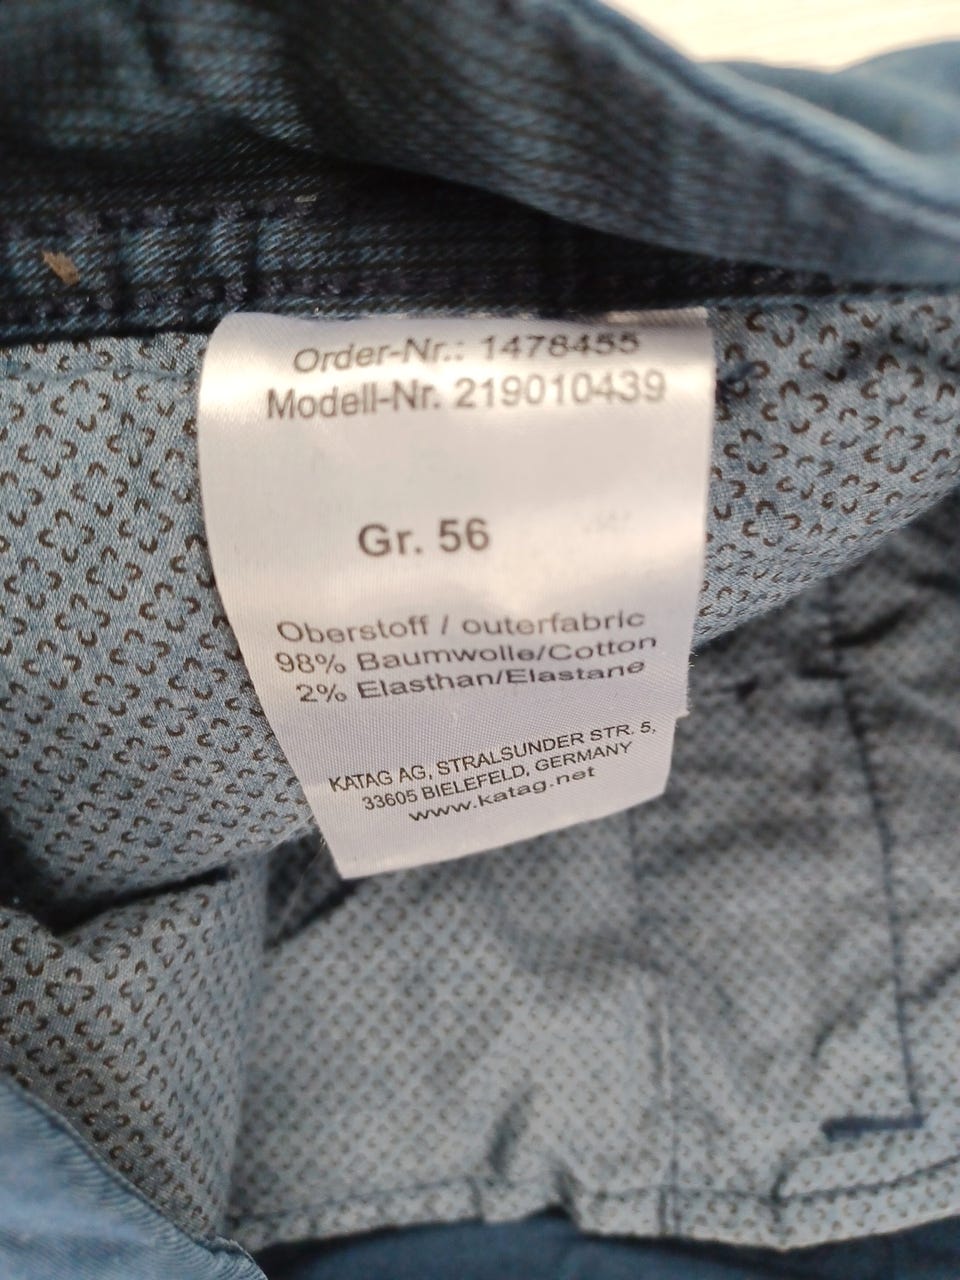 Order-Nr.: 1478455
Modell-Nr. 219010439
Gr. 56
Oberstoff / outerfabric
98% Baumwolle/Cotton
2% Elasthan/Elastane
KATAG AG, STRALSUNDER STR. 5,
33605 BIELEFELD, GERMANY
www.katag.net